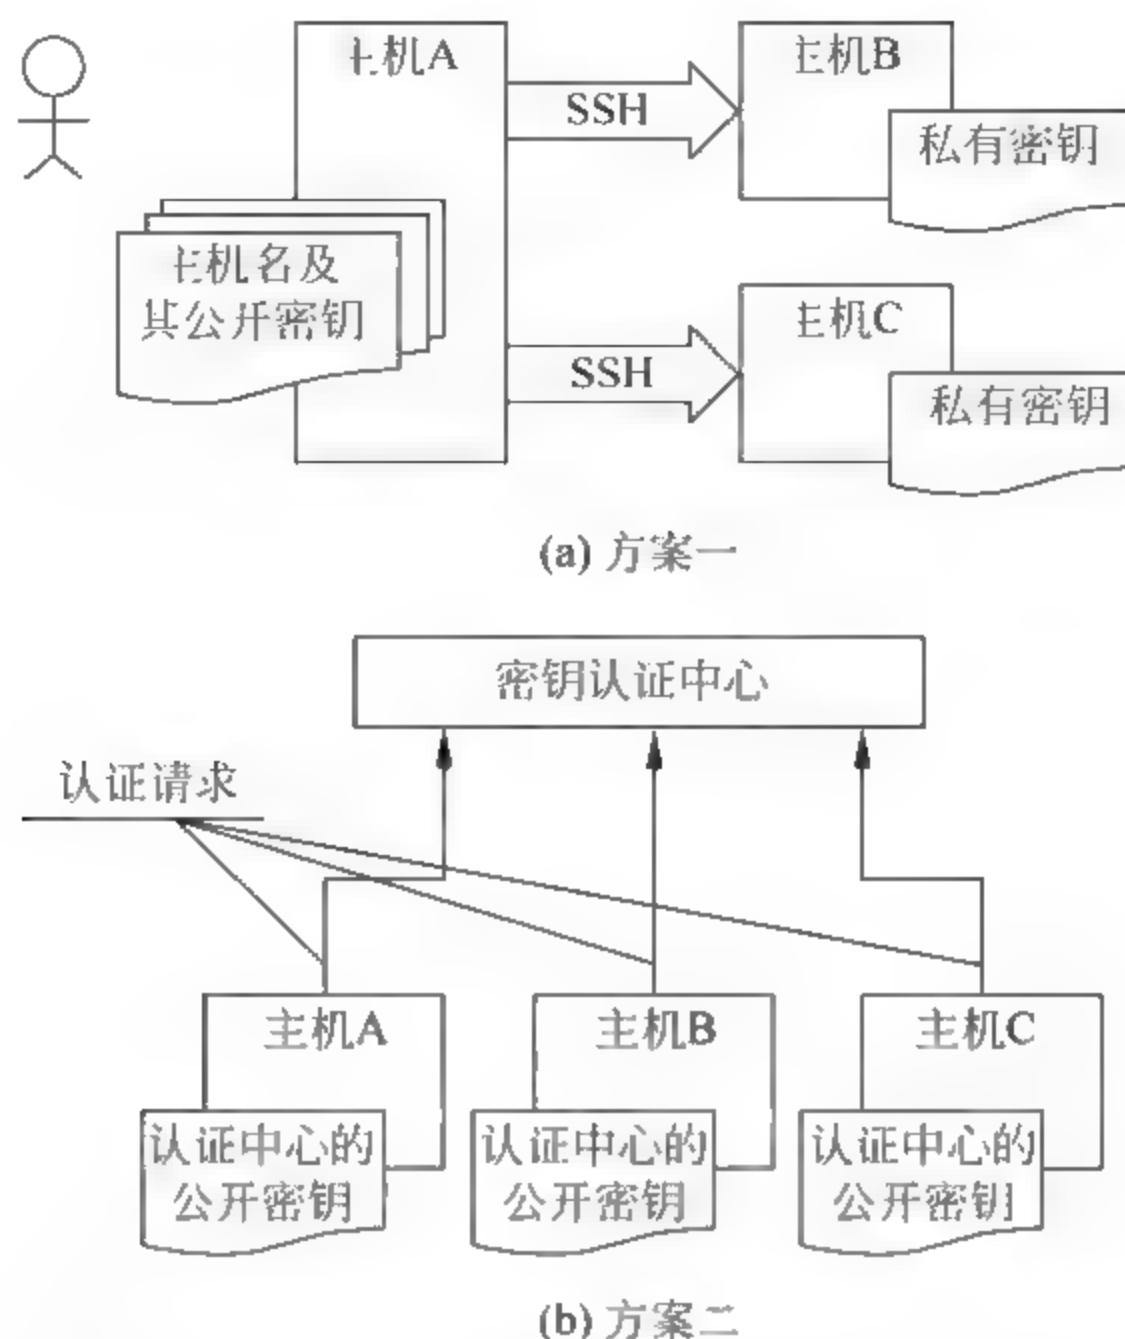 主机A
主机B
SSH
私有密钥
主机名及
其公开密钥
主机C
SSH
私有密钥
(a) 方案一
密钥认证中心
认证请求
主机A
主机B
主机C
认证中心的
公开密钥
认证中心的
公开密钥
认证中心的
公开密钥
(b) 方案二